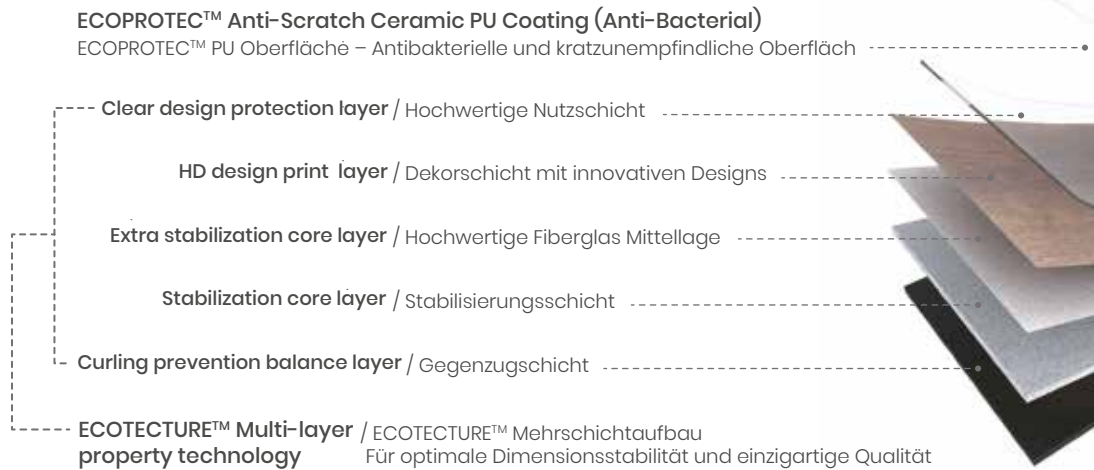 ECOPROTEC™ Anti-Scratch Ceramic PU Coating (Anti-Bacterial)
ECOPROTEC™ PU Oberfläche – Antibakterielle und kratzunempfindliche Oberfläch
Clear design protection layer / Hochwertige Nutzschicht
HD design print layer / Dekorschicht mit innovativen Designs
Extra stabilization core layer / Hochwertige Fiberglas Mittellage
Stabilization core layer / Stabilisierungsschicht
Curling prevention balance layer / Gegenzugschicht
ECOTECTURE™ Multi-layer / ECOTECTURE™ Mehrschichtaufbau
property technology Für optimale Dimensionsstabilität und einzigartige Qualität